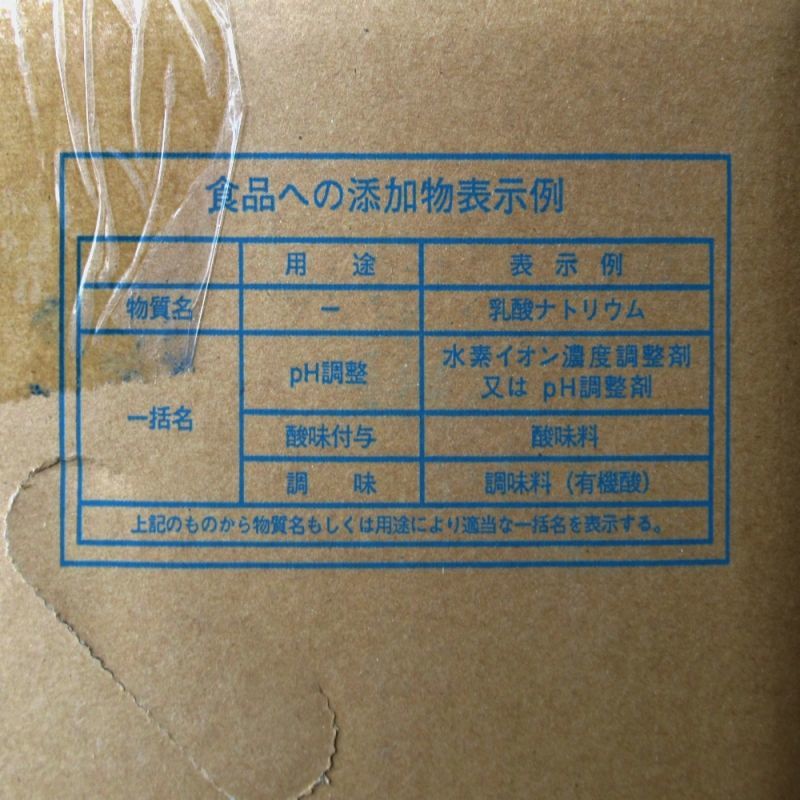 食品への添加物表示例
用途 表示例
物質名 ー 乳酸ナトリウム
一括名 pH調整 水素イオン濃度調整剤
又は pH調整剤
酸味付与 酸味料
調味 調味料(有機酸)
上記のものから物質名もしくは用途により適当な一括名を表示する。